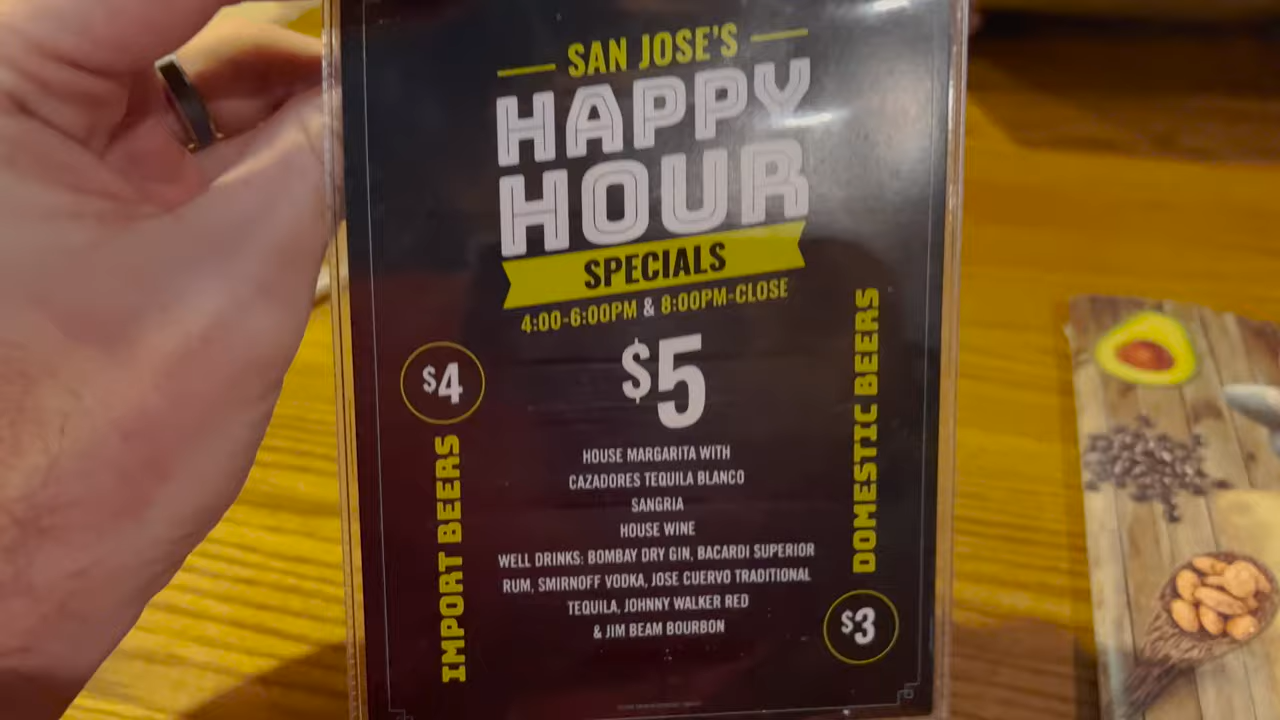 SAN JOSE'S
HAPPY
HOUR
SPECIALS
4:00-6:00PM & 8:00PM-CLOSE
$4
IMPORT BEERS
$5
HOUSE MARGARITA WITH
CAZADORES TEQUILA BLANCO
SANGRIA
HOUSE WINE
WELL DRINKS: BOMBAY DRY GIN, BACARDI SUPERIOR
RUM, SMIRNOFF VODKA, JOSE CUERVO TRADITIONAL
TEQUILA, JOHNNY WALKER RED
& JIM BEAM BOURBON
DOMESTIC BEERS
$3